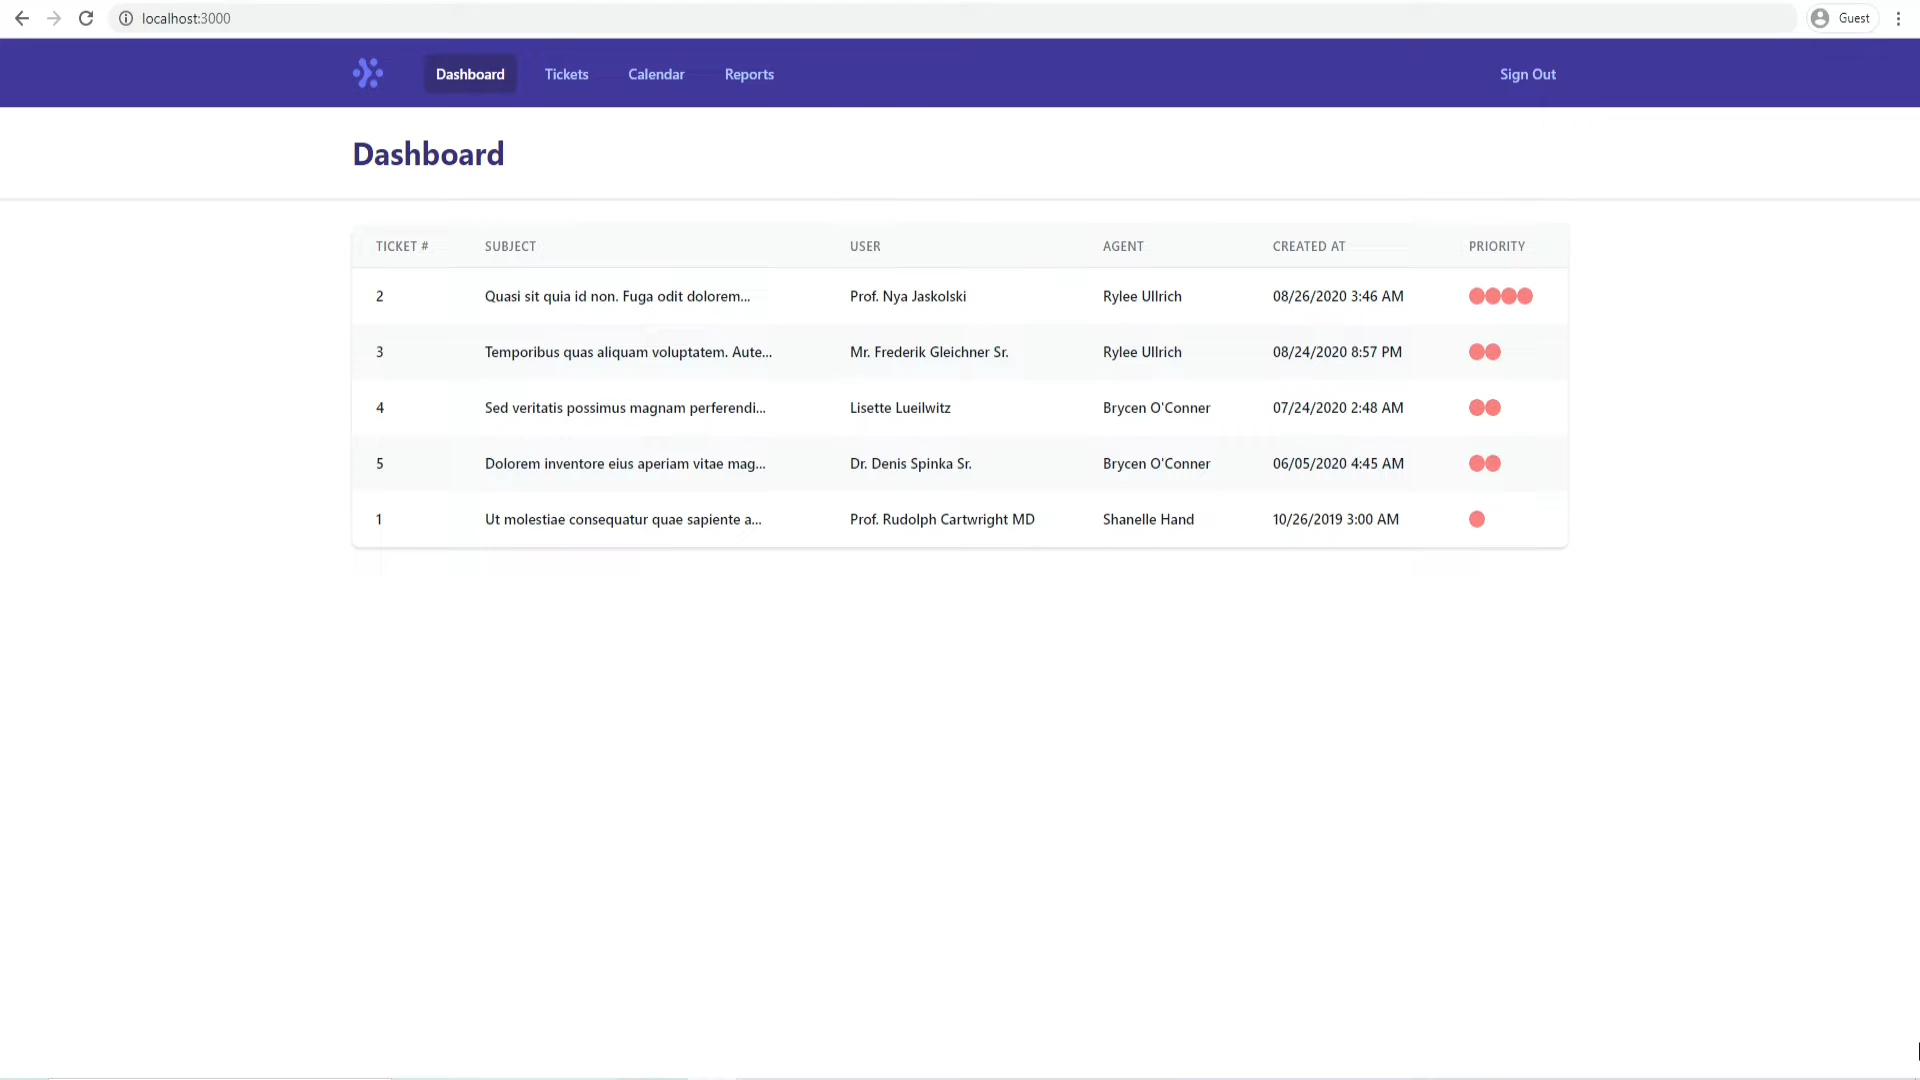 localhost:3000 Guest
Dashboard Tickets Calendar Reports Sign Out
Dashboard
TICKET # SUBJECT USER AGENT CREATED AT PRIORITY
2 Quasi sit quia id non. Fuga odit dolorem... Prof. Nya Jaskolski Rylee Ullrich 08/26/2020 3:46 AM
3 Temporibus quas aliquam voluptatem. Aute... Mr. Frederik Gleichner Sr. Rylee Ullrich 08/24/2020 8:57 PM
4 Sed veritatis possimus magnam perferendi... Lisette Lueilwitz Brycen O'Conner 07/24/2020 2:48 AM
5 Dolorem inventore eius aperiam vitae mag... Dr. Denis Spinka Sr. Brycen O'Conner 06/05/2020 4:45 AM
1 Ut molestiae consequatur quae sapiente a... Prof. Rudolph Cartwright MD Shanelle Hand 10/26/2019 3:00 AM